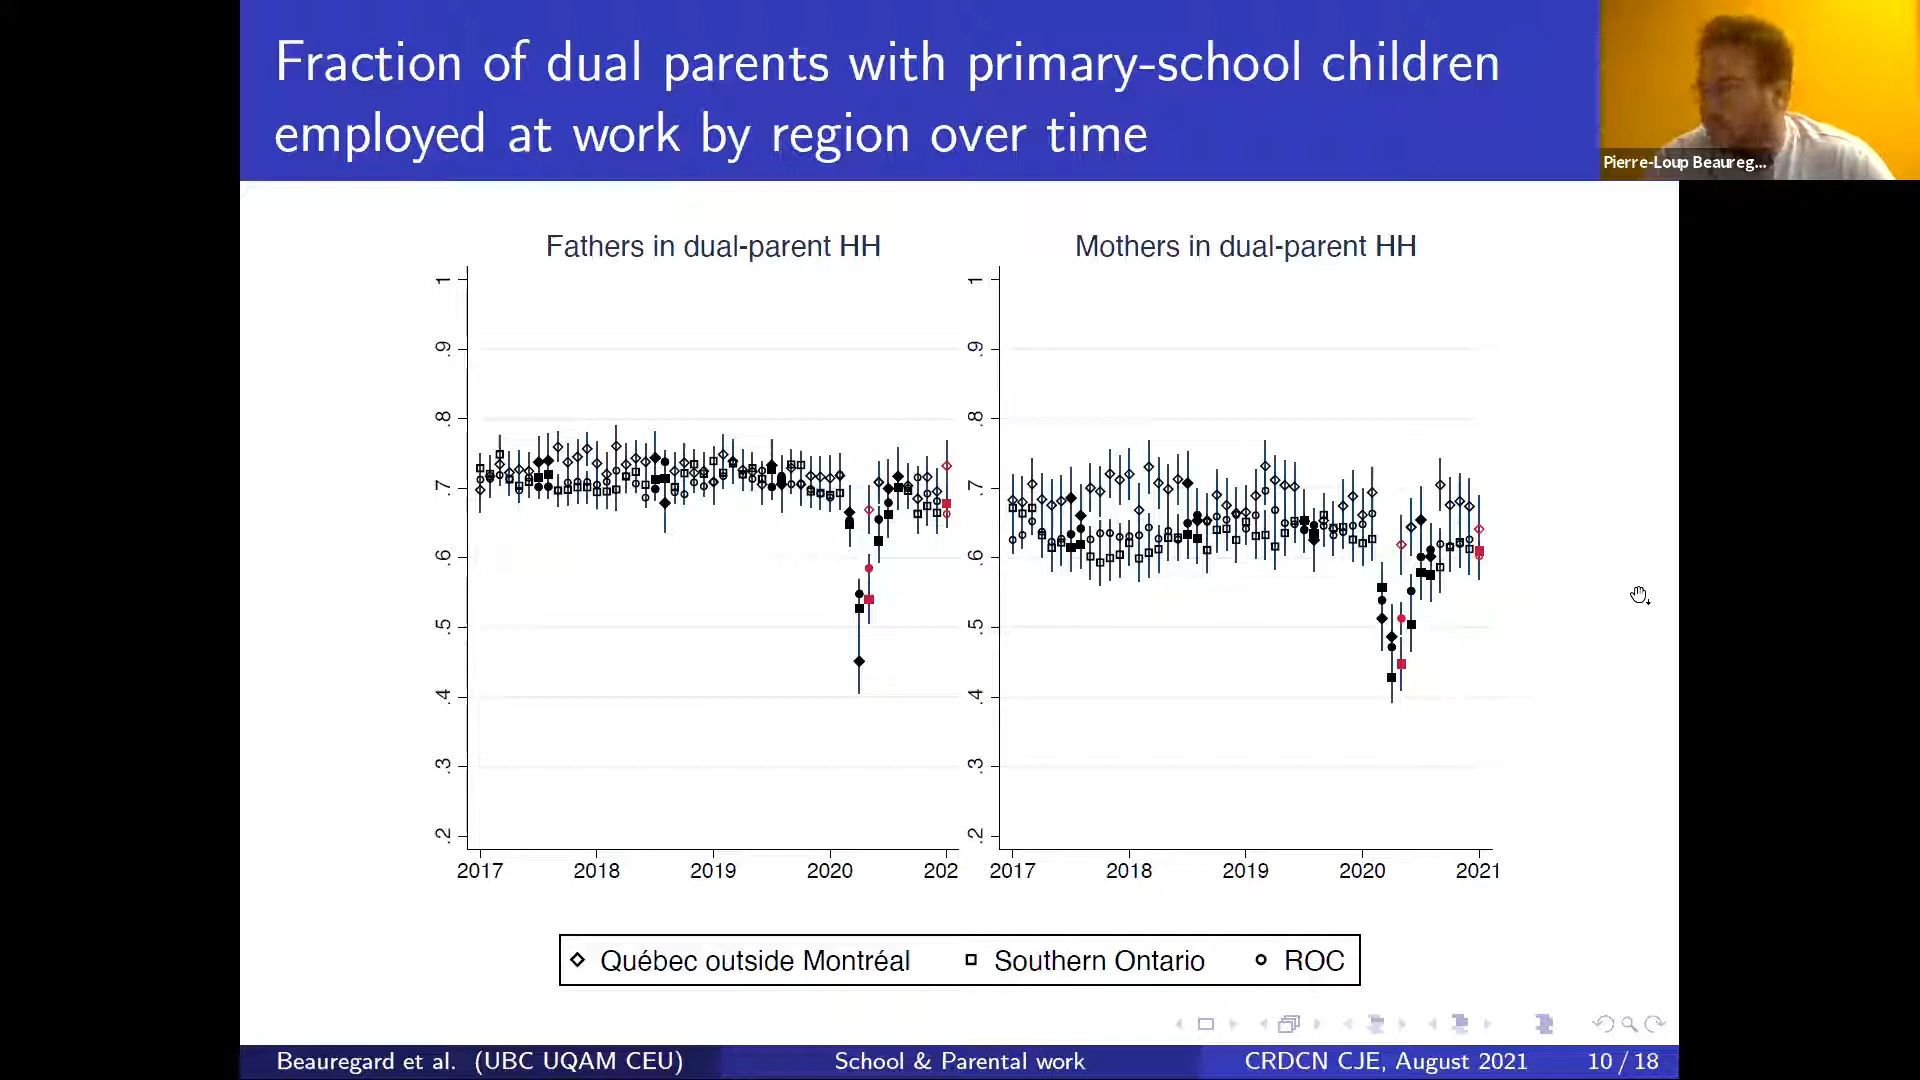 Fraction of dual parents with primary-school children
employed at work by region over time
Pierre-Loup Beaureg...
Fathers in dual-parent HH
Mothers in dual-parent HH
1
.9
.8
.7
.6
.5
.4
.3
.2
2017 2018 2019 2020 202
1
.9
.8
.7
.6
.5
.4
.3
.2
2017 2018 2019 2020 2021
Québec outside Montréal Southern Ontario ROC
Beauregard et al. (UBC UQAM CEU) School & Parental work CRDCN CJE, August 2021 10 / 18